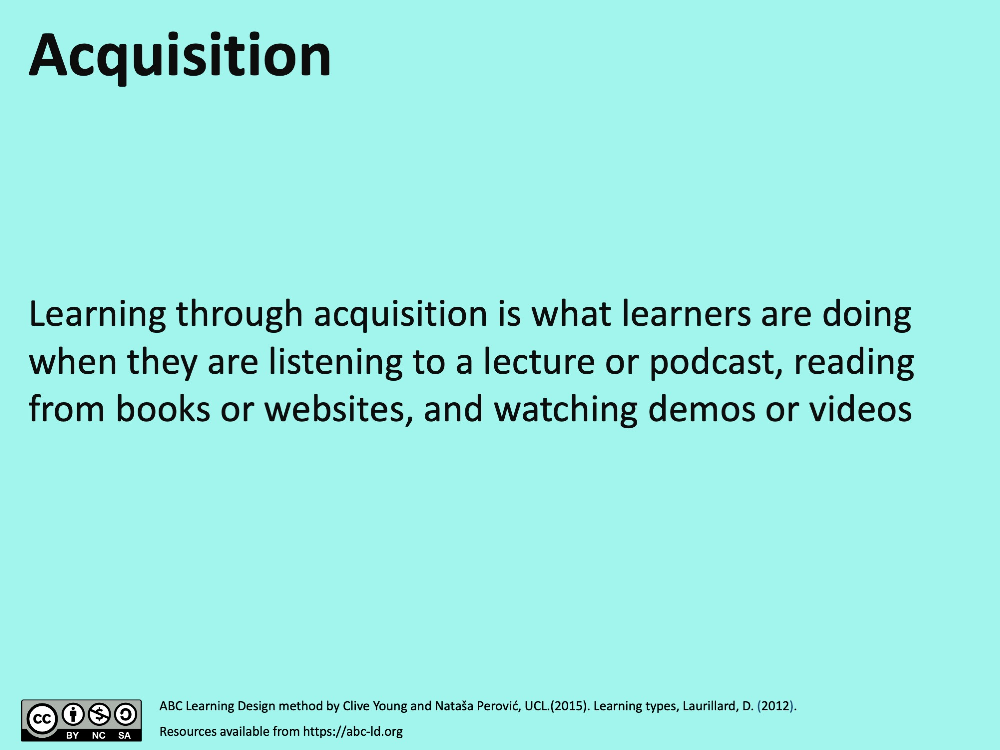 Acquisition
Learning through acquisition is what learners are doing
when they are listening to a lecture or podcast, reading
from books or websites, and watching demos or videos
cc
BY NC SA
ABC Learning Design method by Clive Young and Nataša Perović, UCL.(2015). Learning types, Laurillard, D. (2012).
Resources available from https://abc-ld.org